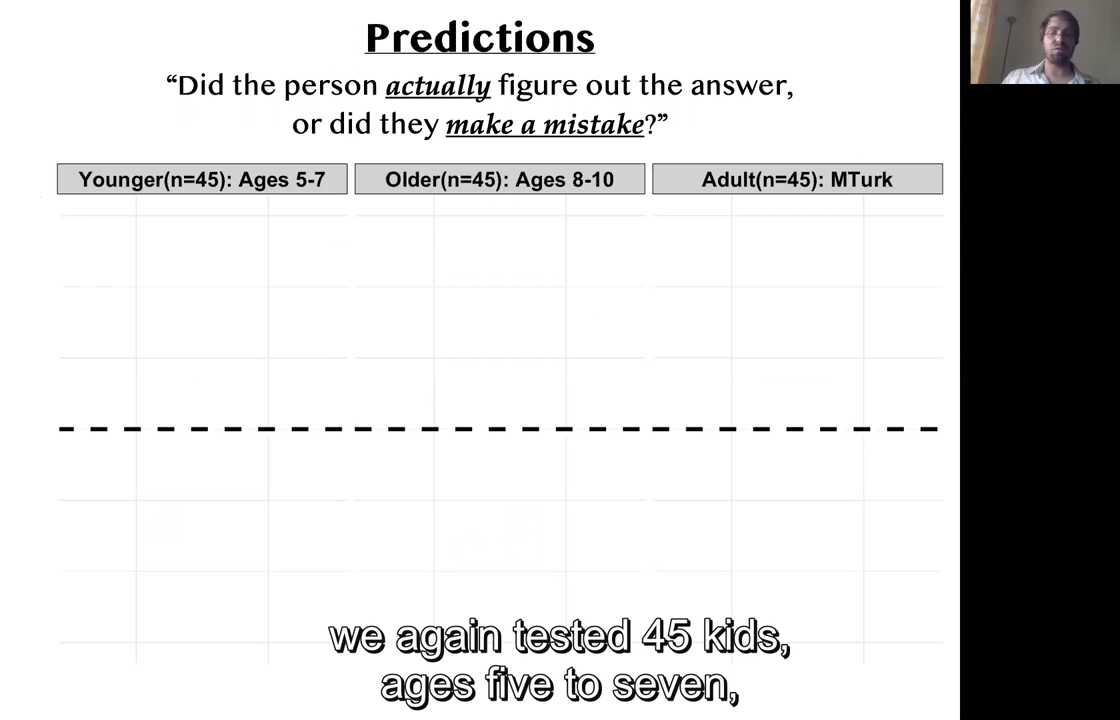 Predictions
“Did the person actually figure out the answer,
or did they make a mistake?”
Younger(n=45): Ages 5-7
Older(n=45): Ages 8-10
Adult(n=45): MTurk
we again tested 45 kids,
ages five to seven,